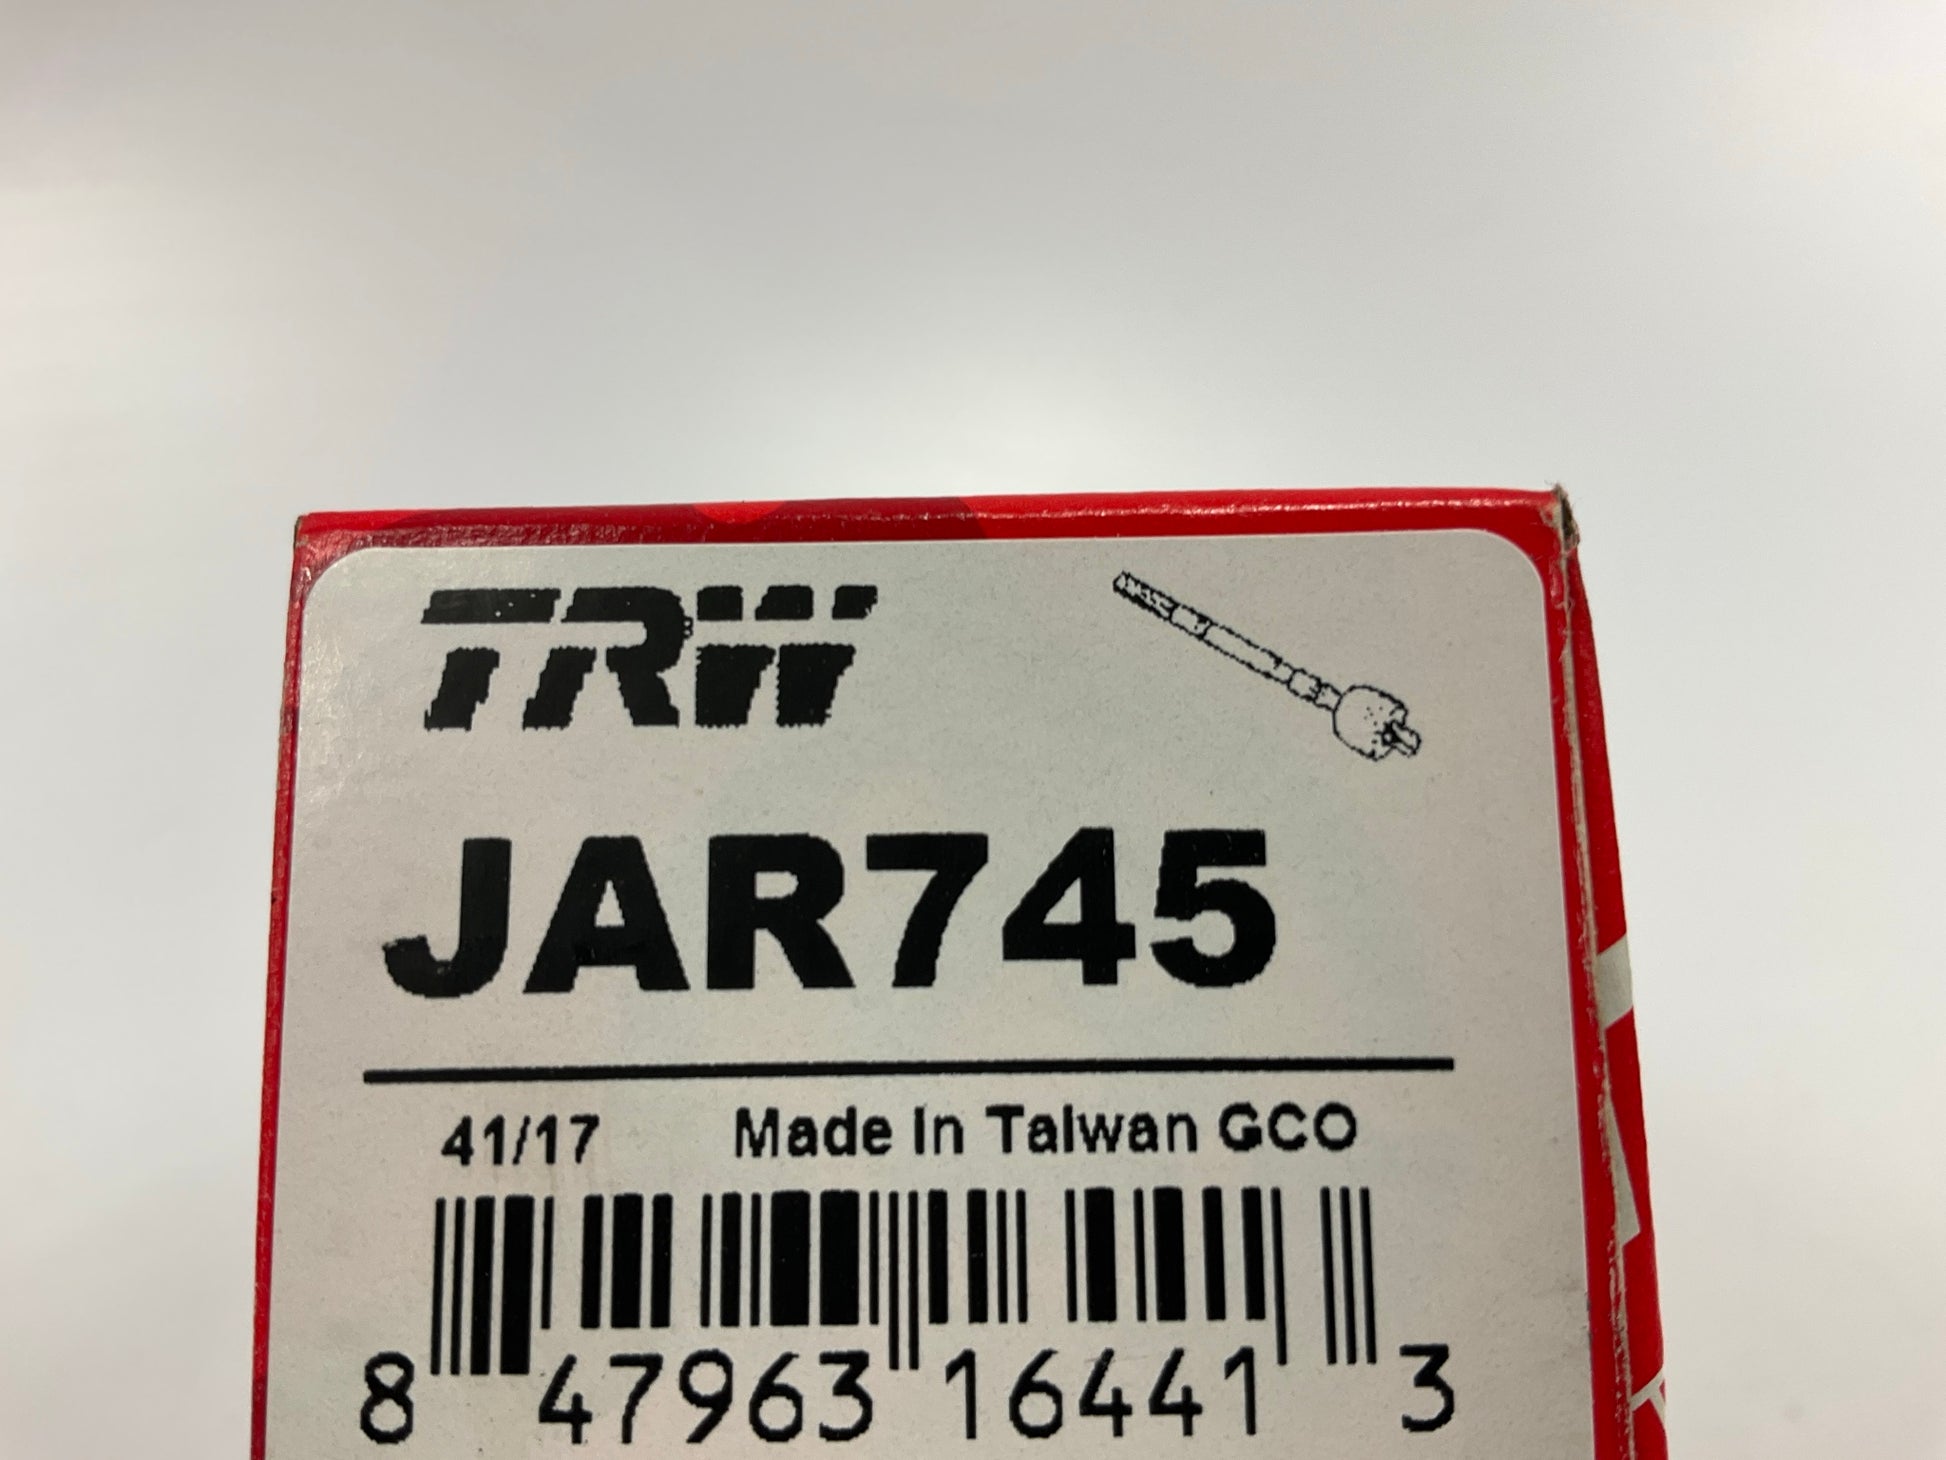 TRW
JAR745
41/17 Made In Taiwan GCO
8 47963 16441 3